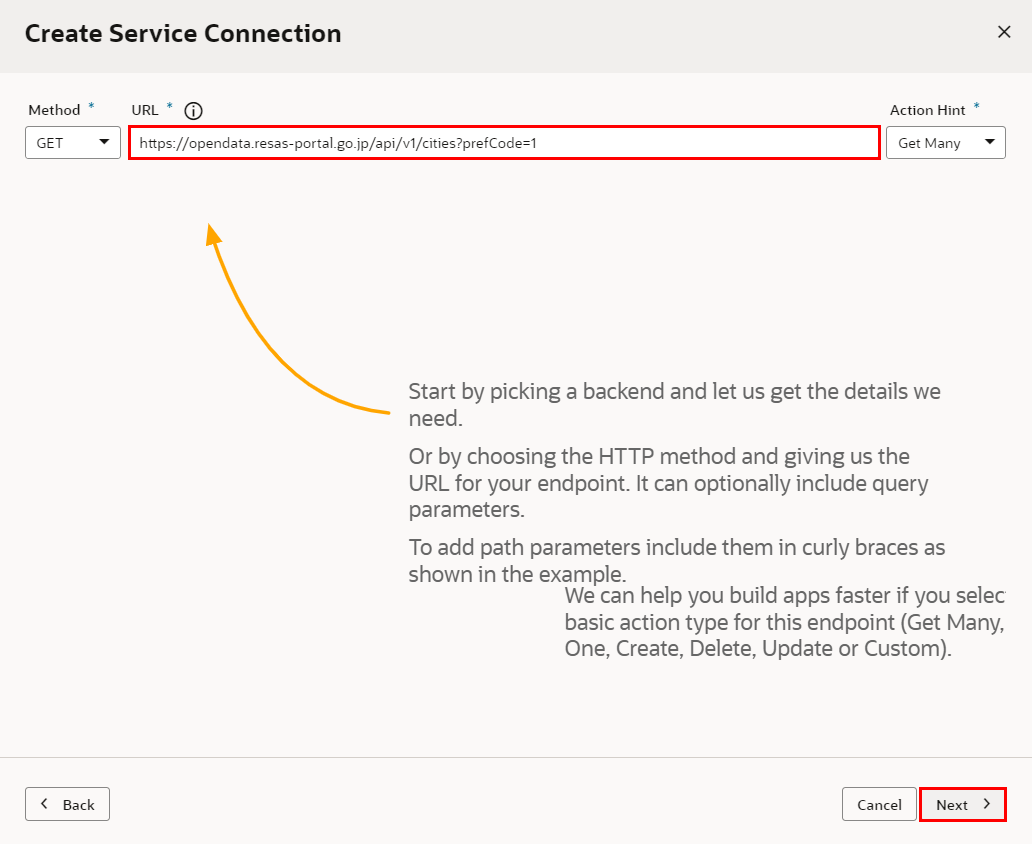 Create Service Connection
Method *
URL *
Action Hint *
GET
https://opendata.resas-portal.go.jp/api/v1/cities?prefCode=1
Get Many
Start by picking a backend and let us get the details we
need.
Or by choosing the HTTP method and giving us the
URL for your endpoint. It can optionally include query
parameters.
To add path parameters include them in curly braces as
shown in the example.
We can help you build apps faster if you selec
basic action type for this endpoint (Get Many,
One, Create, Delete, Update or Custom).
Back
Cancel
Next